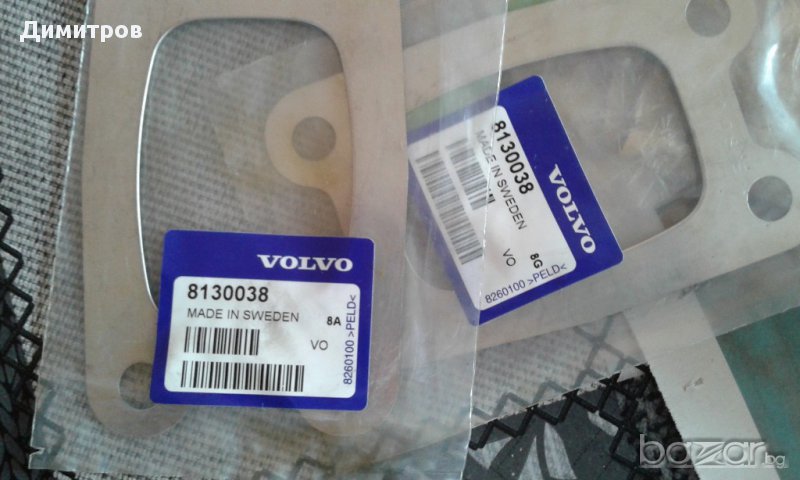 Димитров
VOLVO
8130038
MADE IN SWEDEN
8A
VO
8260100 >PELD<
VOLVO
8130038
MADE IN SWEDEN
8G
VO
8260100 >PELD<
bazar.bg